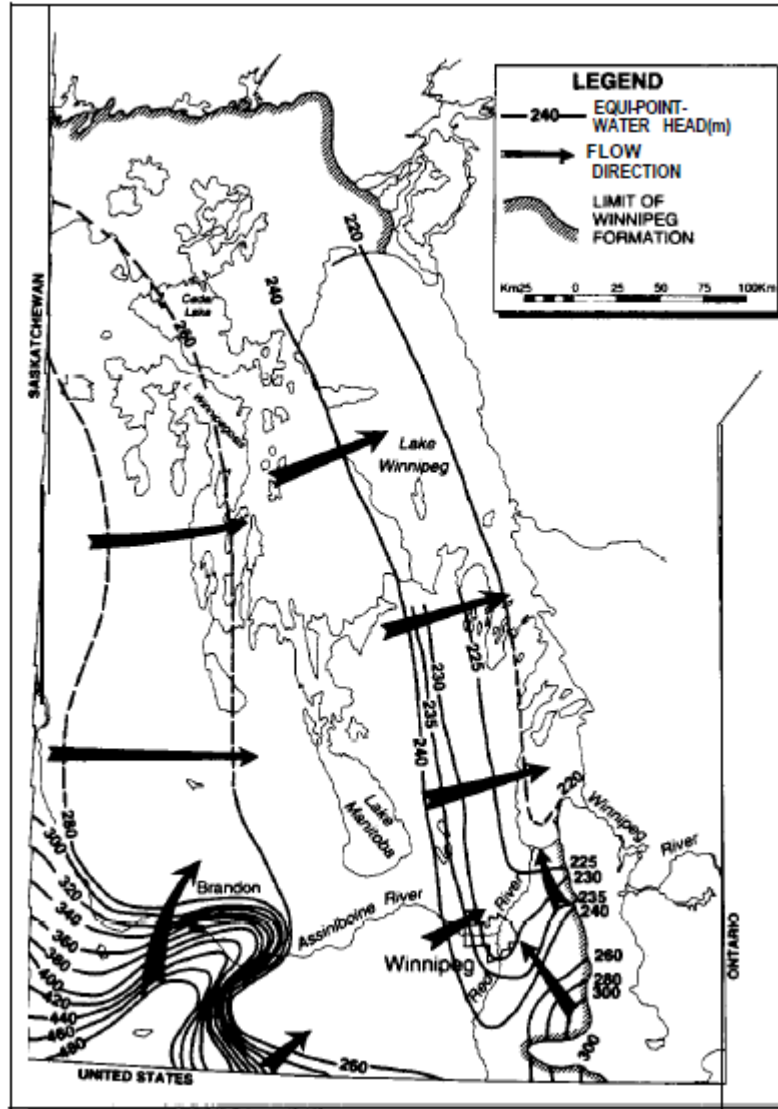 LEGEND
240 EQUI-POINT-
WATER HEAD(m)
FLOW
DIRECTION
LIMIT OF
WINNIPEG
FORMATION
Km25 0 25 50 75 100Km
220
240
Cedar
Lake
260
SASKATCHEWAN
L. Winnipegosis
Lake
Winnipeg
225
230
235
240
280
Lake
Manitoba
220
Winnipeg
River
300
320
340
360
380
400
420
440
460
480
Brandon
Assiniboine River
River
Red
Winnipeg
225
230
235
240
260
280
300
300
260
ONTARIO
UNITED STATES